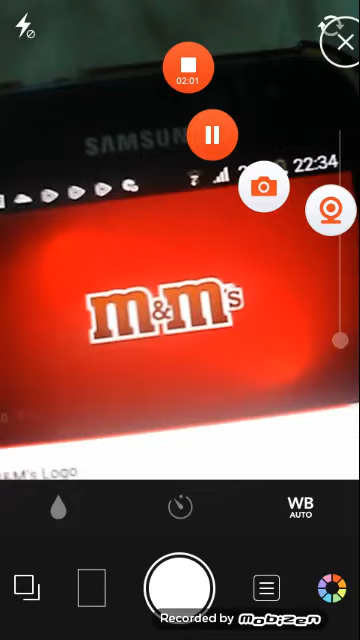 02:01
SAMSUNG
22:34
m&m's
M&M's Logo
WB
AUTO
Recorded by Mobizen